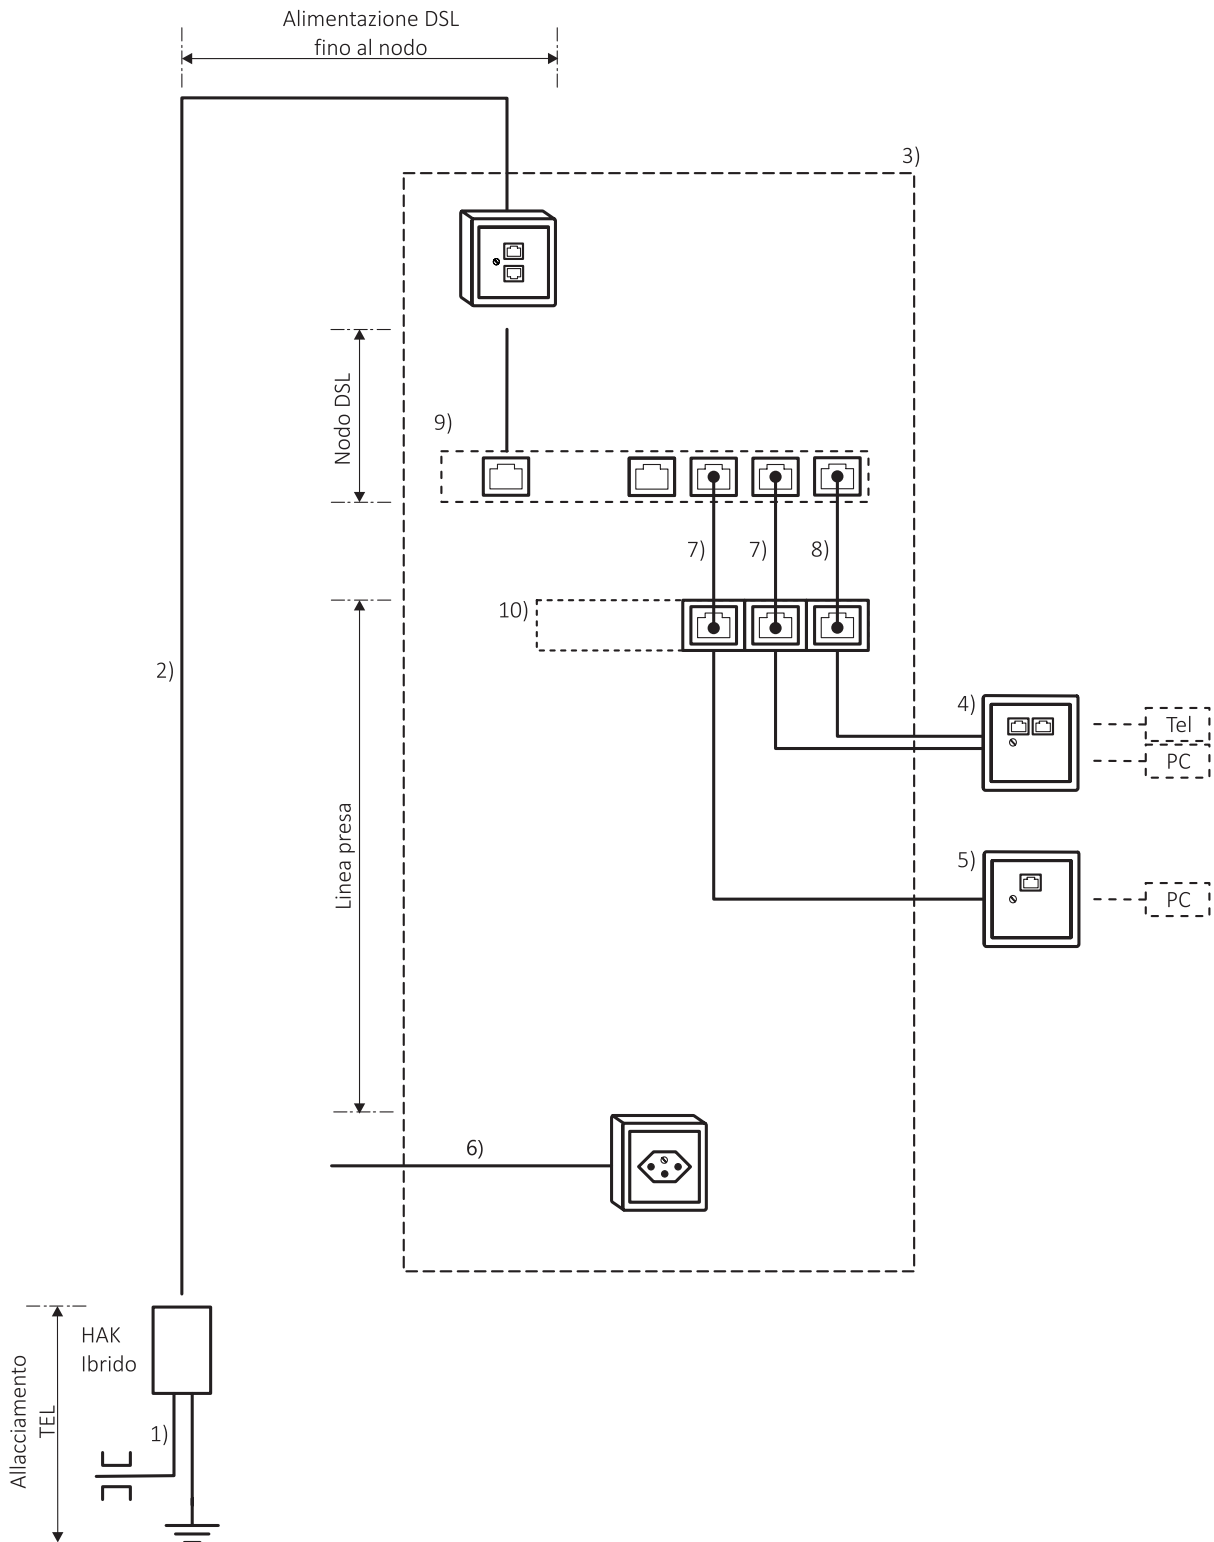 Alimentazione DSL
fino al nodo
3)
Nodo DSL
9)
7)
7)
8)
10)
2)
4)
Tel
PC
Linea presa
5)
PC
6)
HAK
Ibrido
Allacciamento
TEL
1)